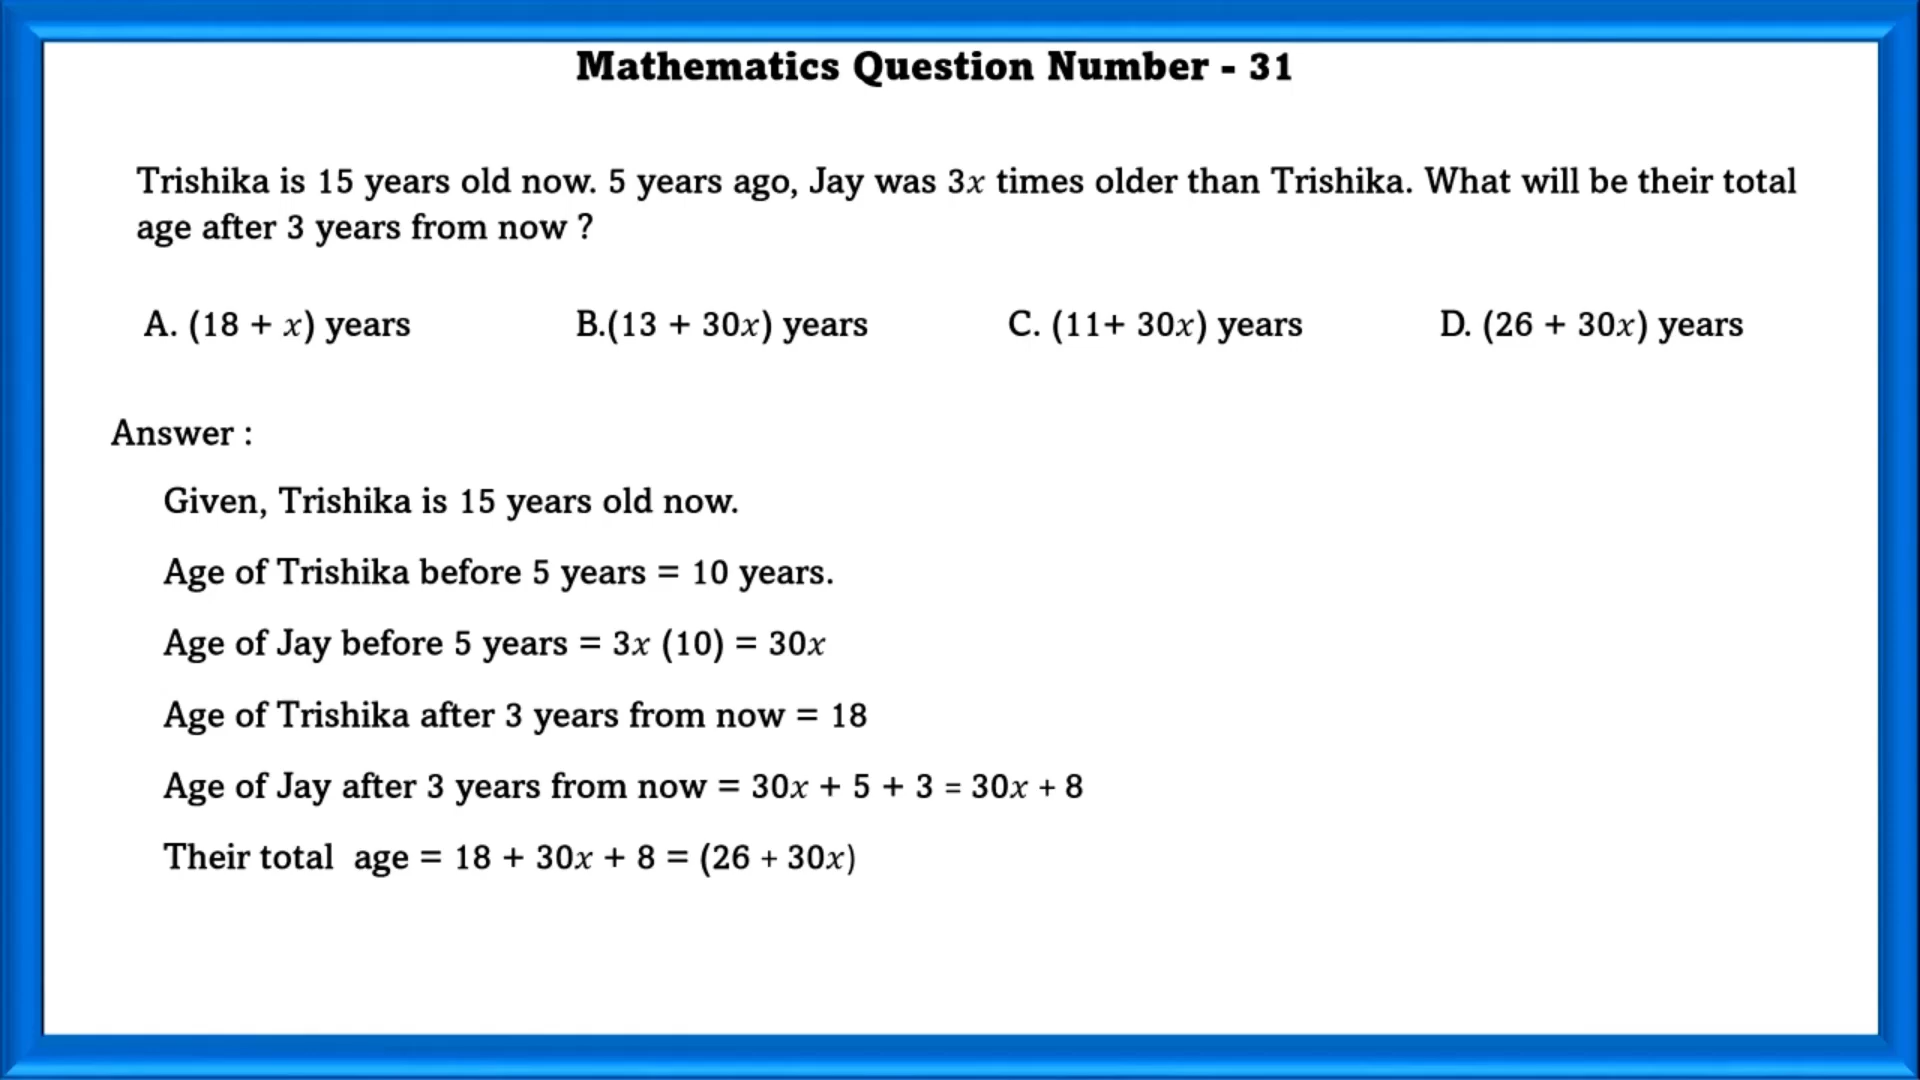 Mathematics Question Number - 31
Trishika is 15 years old now. 5 years ago, Jay was 3x times older than Trishika. What will be their total
age after 3 years from now ?
A. (18 + x) years B.(13 + 30x) years C. (11+ 30x) years D. (26 + 30x) years
Answer :
Given, Trishika is 15 years old now.
Age of Trishika before 5 years = 10 years.
Age of Jay before 5 years = 3x (10) = 30x
Age of Trishika after 3 years from now = 18
Age of Jay after 3 years from now = 30x + 5 + 3 = 30x + 8
Their total age = 18 + 30x + 8 = (26 + 30x)